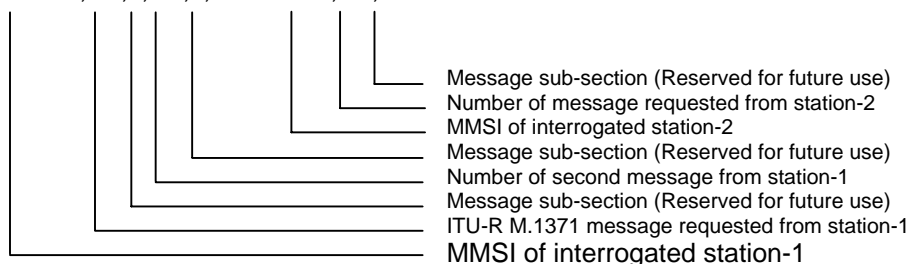 Message sub-section (Reserved for future use)
Number of message requested from station-2
MMSI of interrogated station-2
Message sub-section (Reserved for future use)
Number of second message from station-1
Message sub-section (Reserved for future use)
ITU-R M.1371 message requested from station-1
MMSI of interrogated station-1